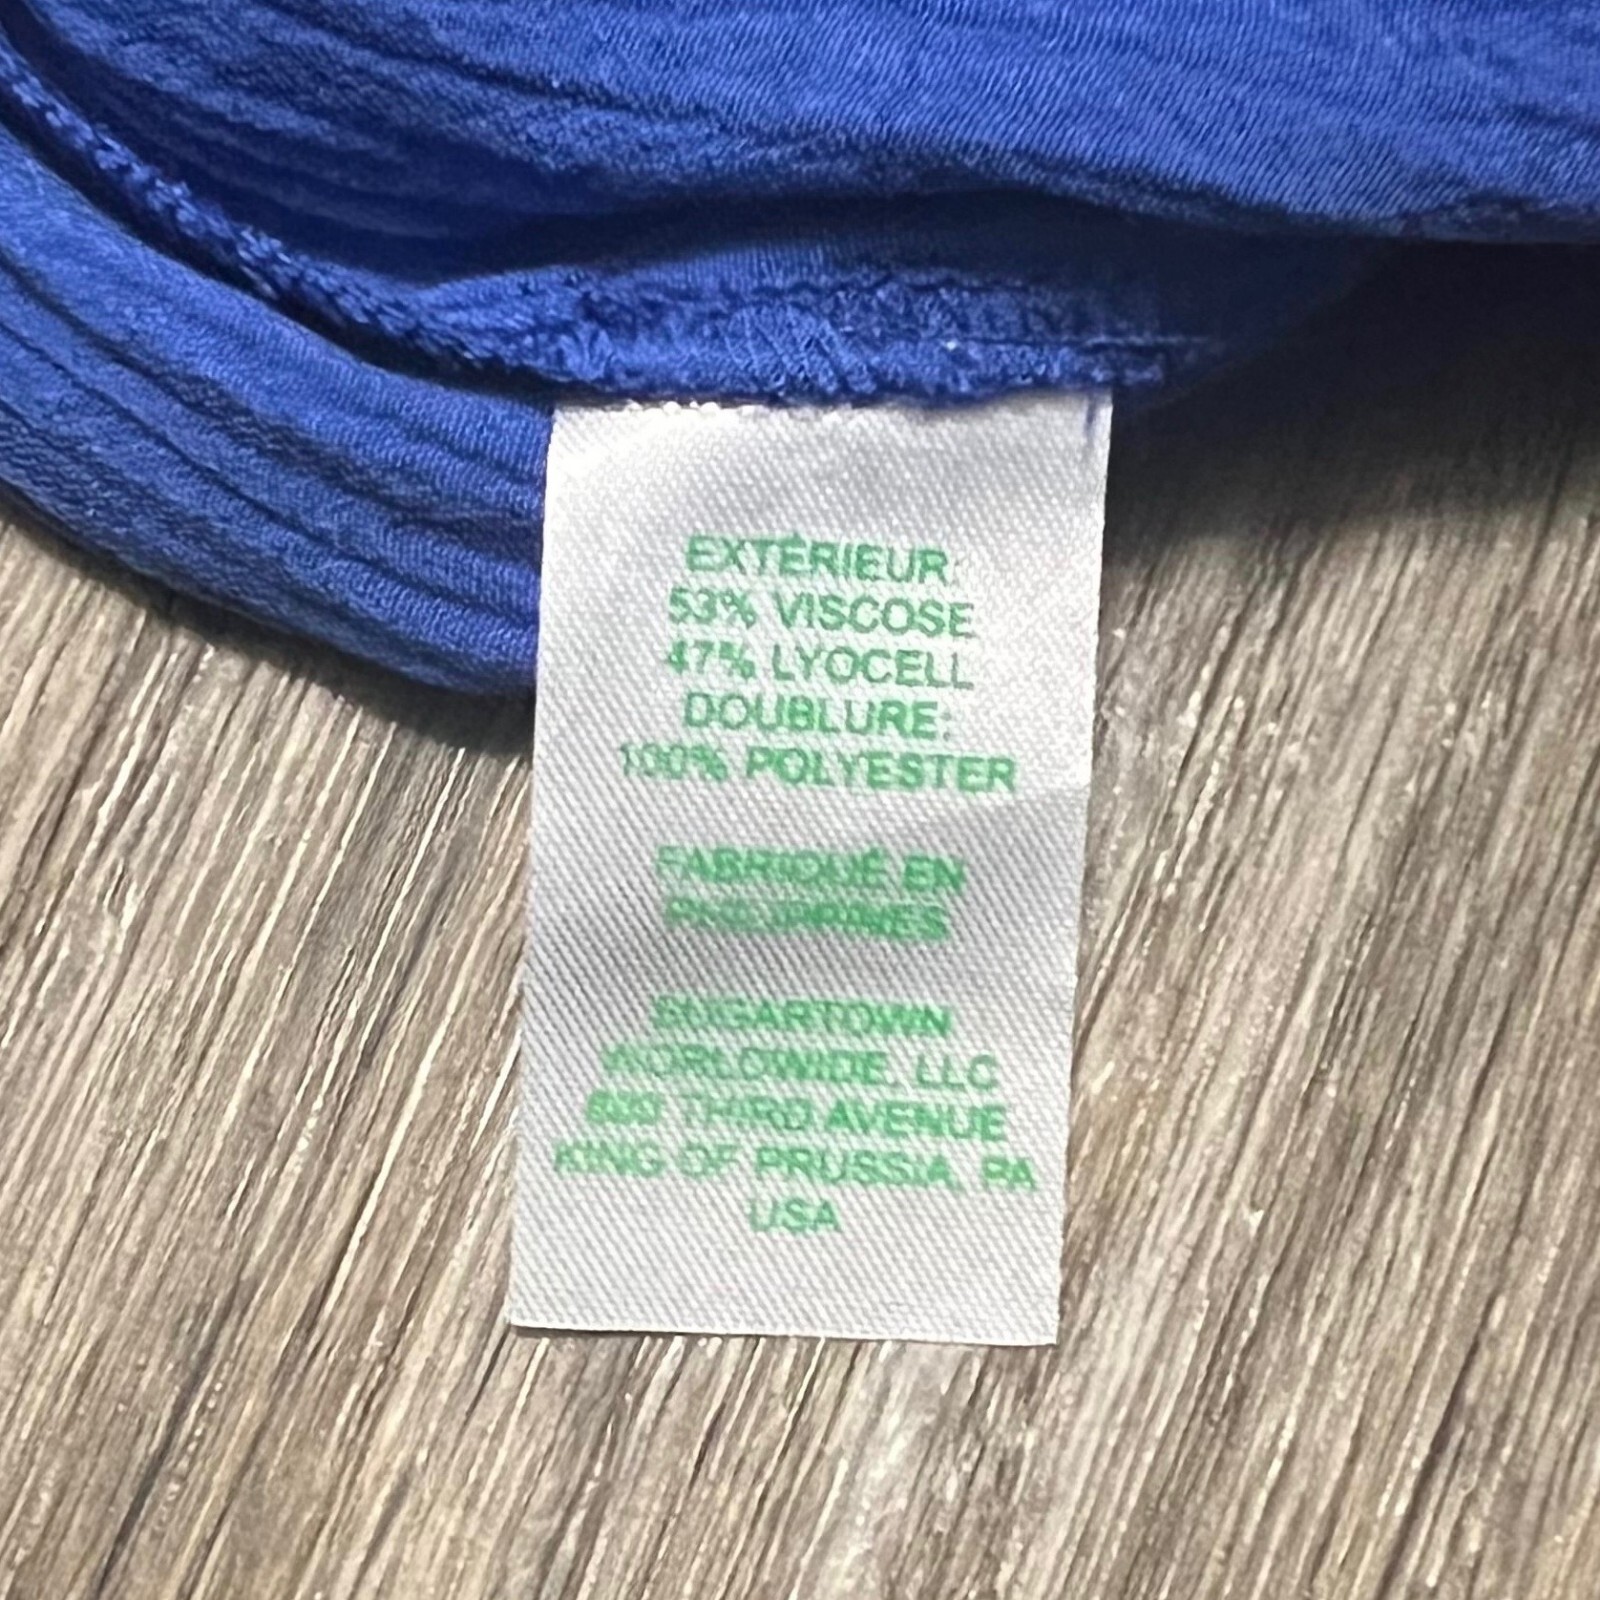 EXTÉRIEUR:
53% VISCOSE
47% LYOCELL
DOUBLURE:
100% POLYESTER
FABRIQUÉ EN
PHILIPPINES
SUGARTOWN
WORLDWIDE, LLC
800 THIRD AVENUE
KING OF PRUSSIA, PA
USA